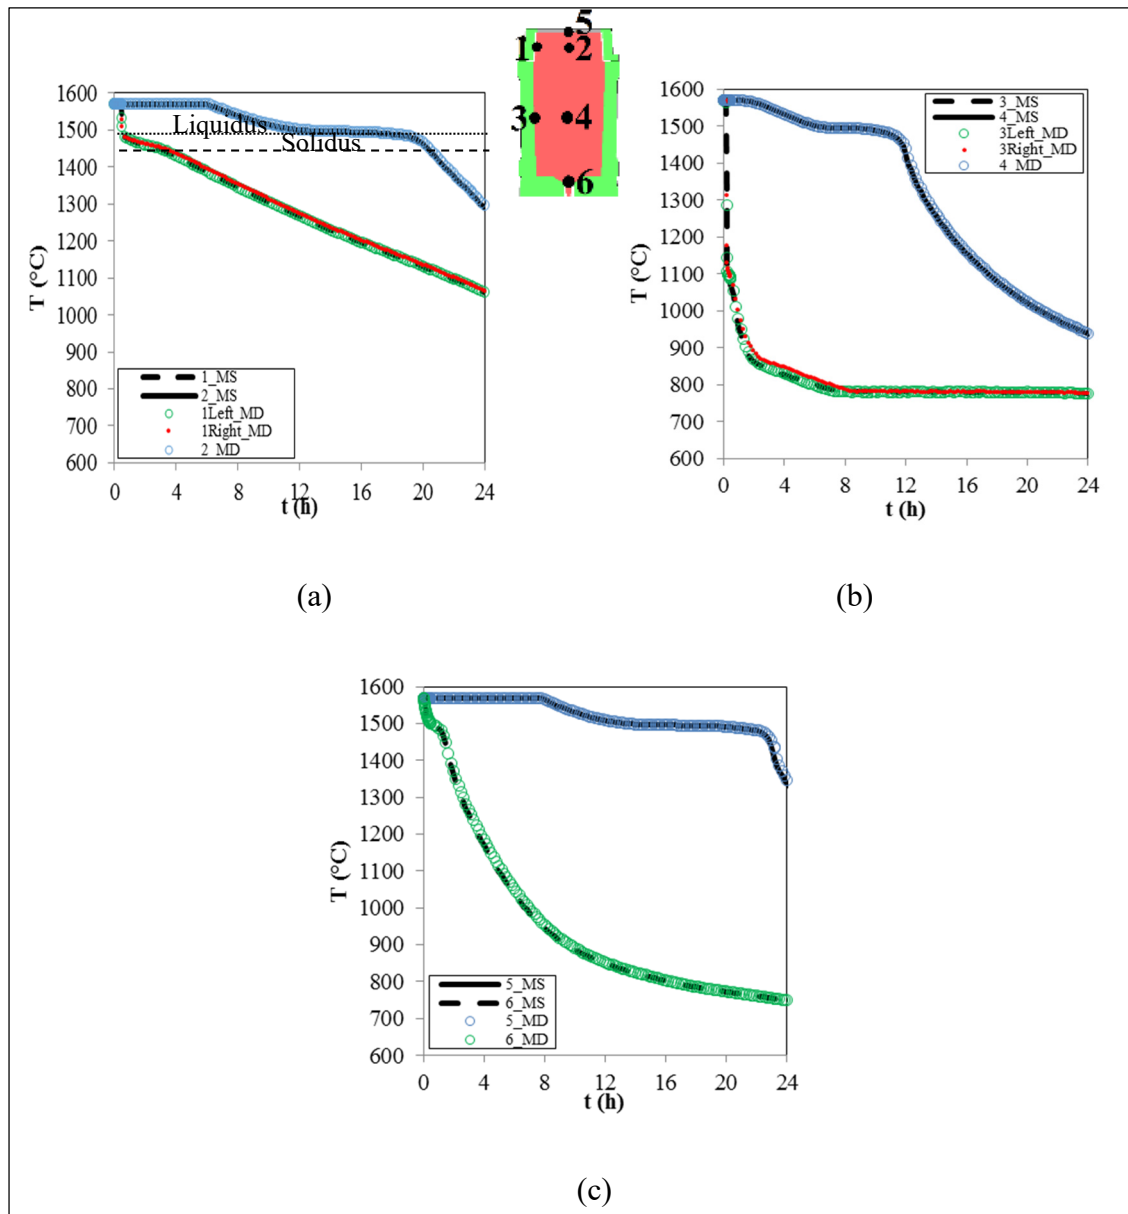 5
1 2
3 4
6
1600
1500
1400
1300
1200
1100
1000
900
800
700
600
T (°C)
Liquidus
Solidus
1_MS
2_MS
1Left_MD
1Right_MD
2_MD
0 4 8 12 16 20 24
t (h)
(a)
1600
1500
1400
1300
1200
1100
1000
900
800
700
600
T (°C)
3_MS
4_MS
3Left_MD
3Right_MD
4_MD
0 4 8 12 16 20 24
t (h)
(b)
1600
1500
1400
1300
1200
1100
1000
900
800
700
600
T (°C)
5_MS
6_MS
5_MD
6_MD
0 4 8 12 16 20 24
t (h)
(c)